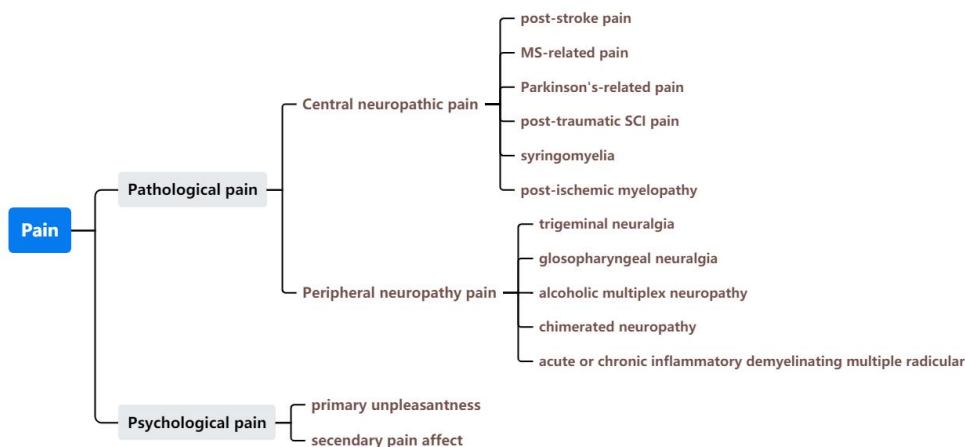 Pain
Pathological pain
Central neuropathic pain
post-stroke pain
MS-related pain
Parkinson's-related pain
post-traumatic SCI pain
syringomyelia
post-ischemic myelopathy
Peripheral neuropathy pain
trigeminal neuralgia
glosopharyngeal neuralgia
alcoholic multiplex neuropathy
chimerated neuropathy
acute or chronic inflammatory demyelinating multiple radicular
Psychological pain
primary unpleasantness
secendary pain affect